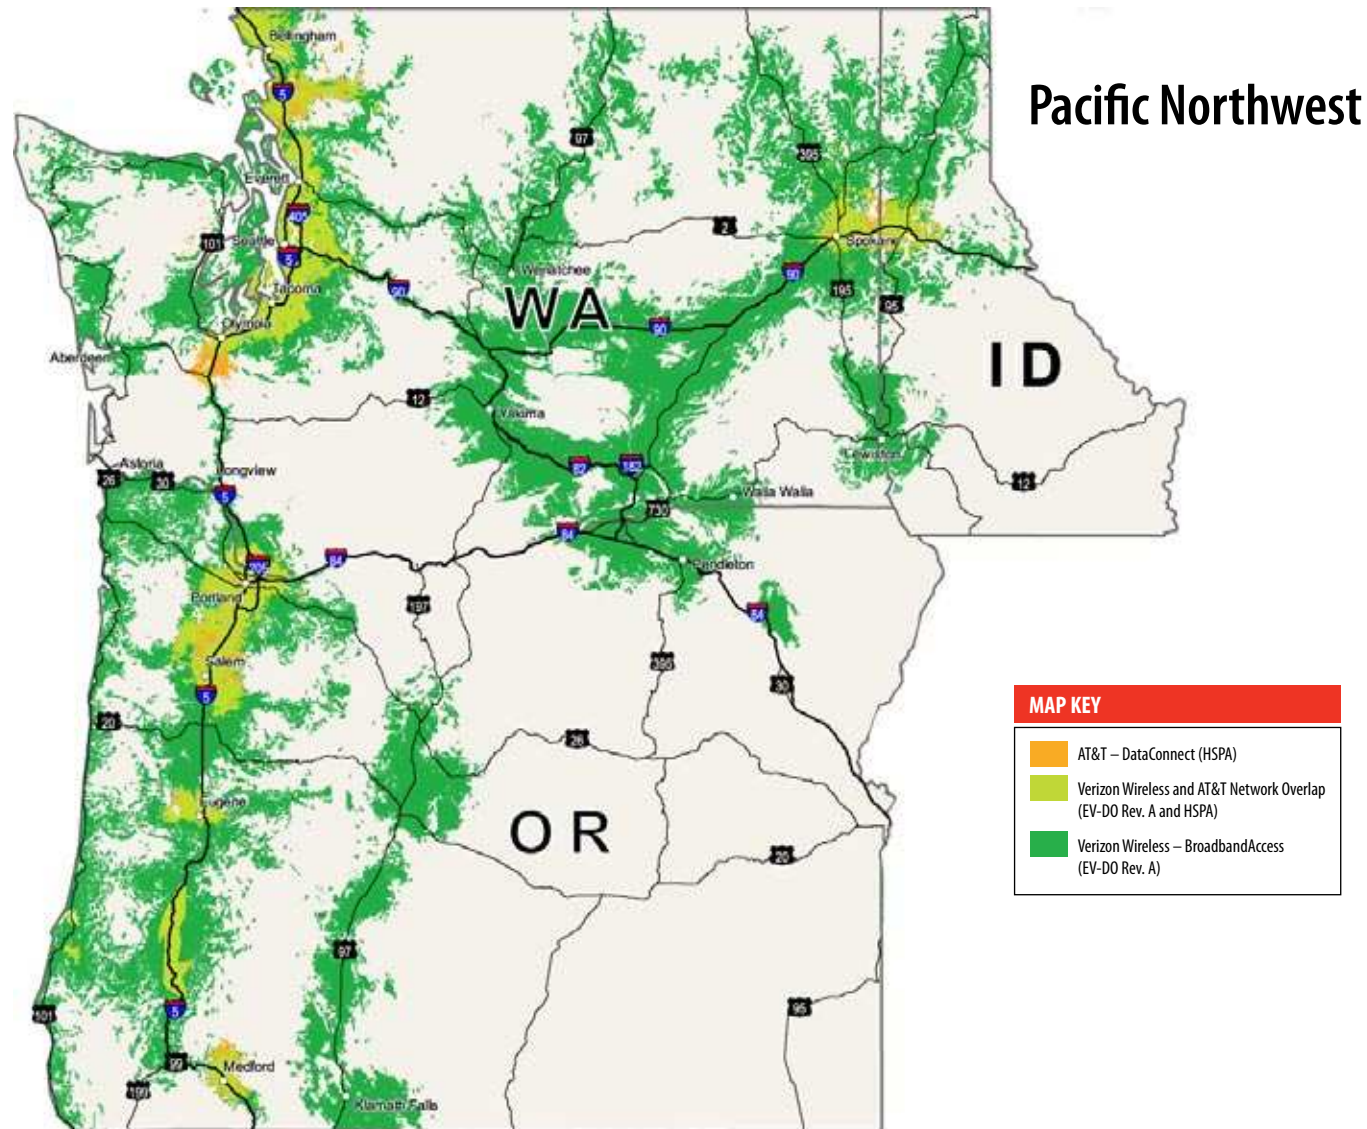 Pacific Northwest
Bellingham
5
97
395
Everett
405
2
101
Seattle
5
Spokane
Wenatchee
90
90
Tacoma
195
95
WA
Olympia
90
Aberdeen
ID
12
Yakima
Lewiston
Astoria
Longview
82
182
26
30
12
5
Walla Walla
730
84
205
84
Pendleton
Portland
197
84
Salem
395
5
30
20
26
Eugene
OR
20
97
5
101
95
99
Medford
199
Klamath Falls
MAP KEY
AT&T – DataConnect (HSPA)
Verizon Wireless and AT&T Network Overlap
(EV-DO Rev. A and HSPA)
Verizon Wireless – BroadbandAccess
(EV-DO Rev. A)